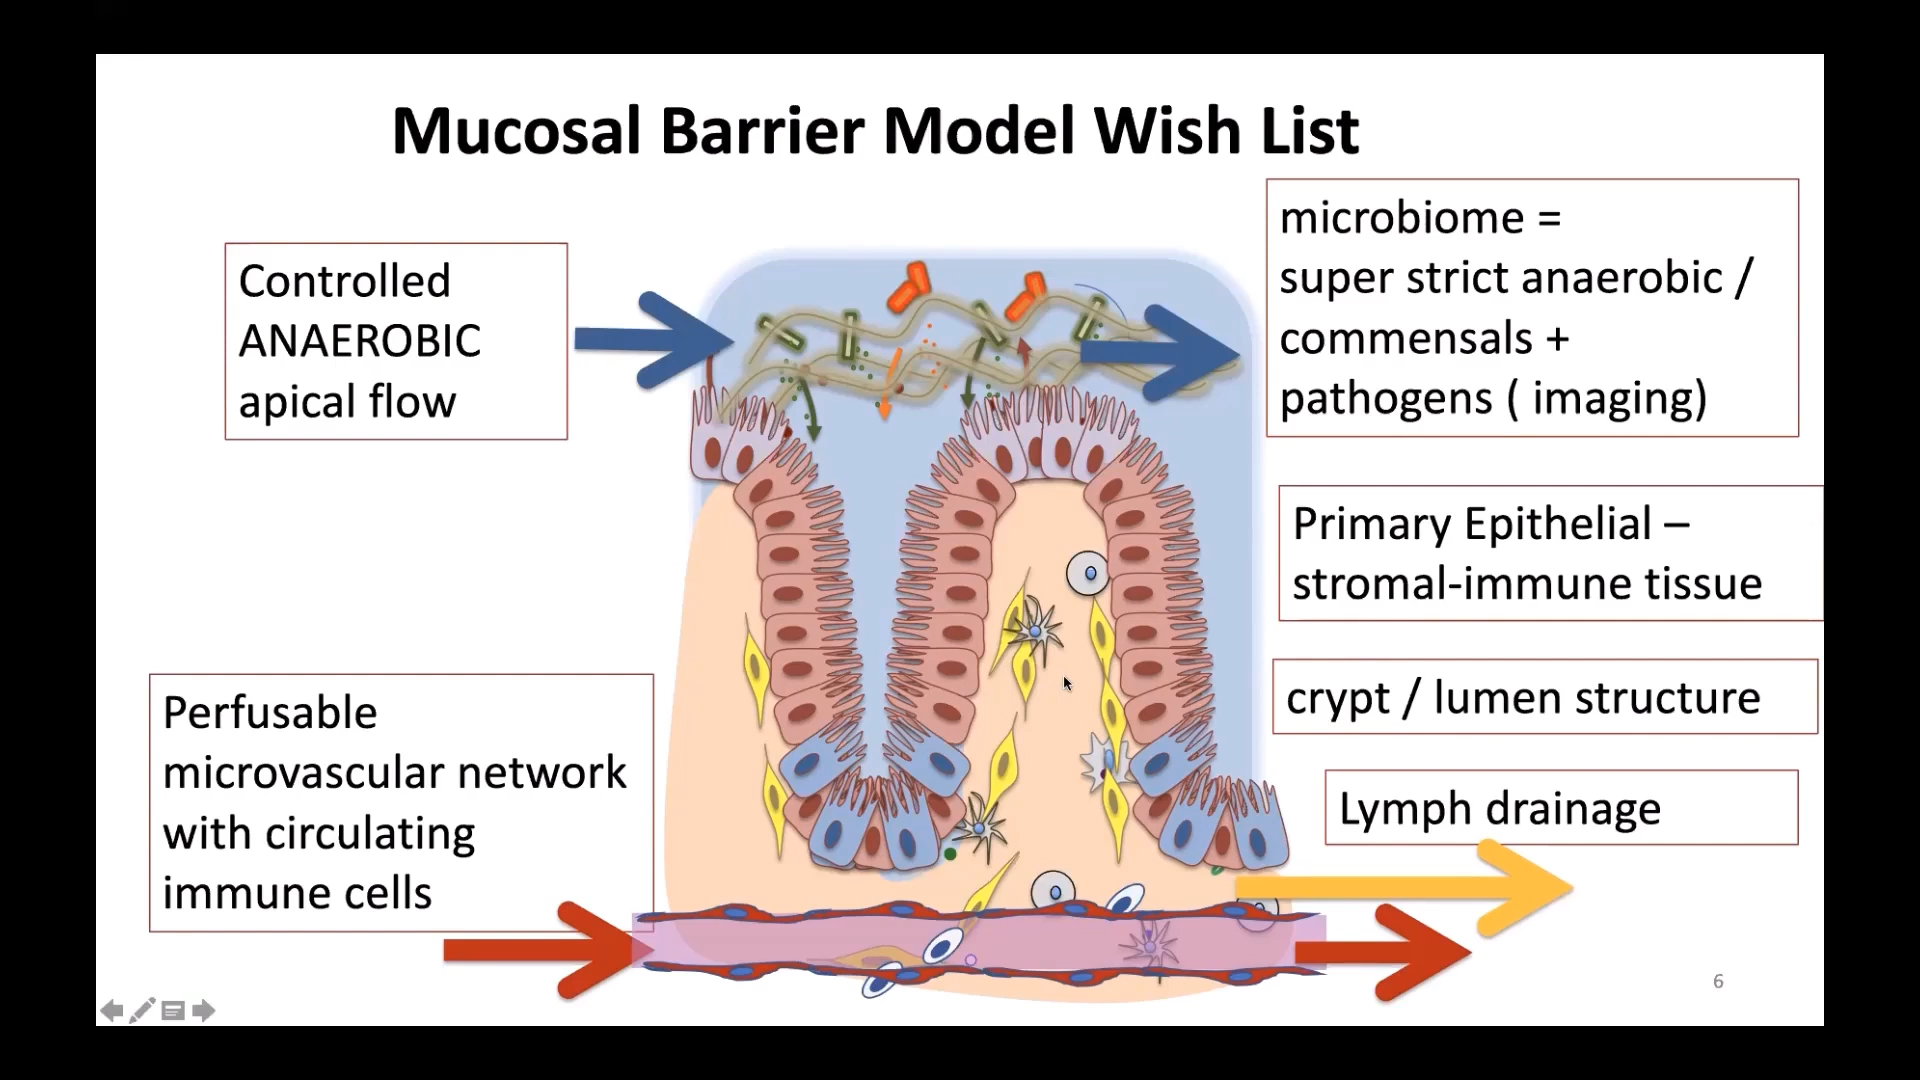 Mucosal Barrier Model Wish List
Controlled
ANAEROBIC
apical flow
microbiome =
super strict anaerobic /
commensals +
pathogens ( imaging)
Primary Epithelial –
stromal-immune tissue
crypt / lumen structure
Lymph drainage
Perfusable
microvascular network
with circulating
immune cells
6